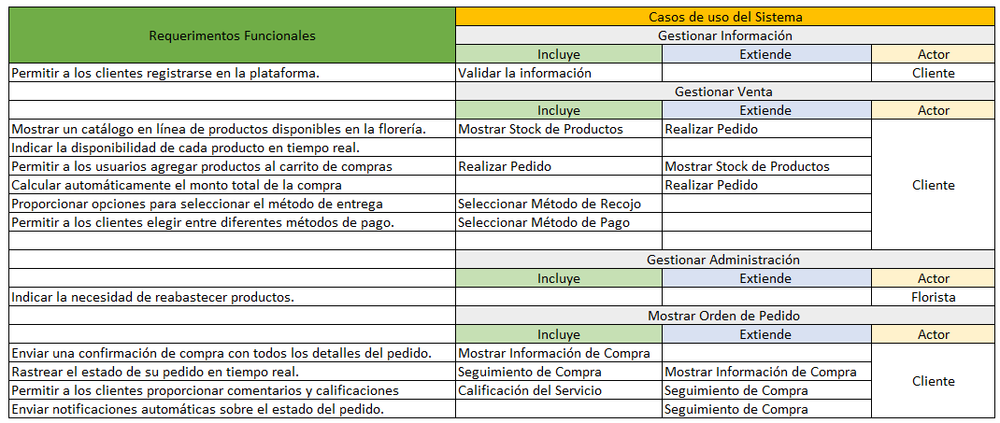 Requerimentos Funcionales
Casos de uso del Sistema
Gestionar Información
Incluye Extiende Actor
Permitir a los clientes registrarse en la plataforma. Validar la información Cliente
Gestionar Venta
Incluye Extiende Actor
Mostrar un catálogo en línea de productos disponibles en la florería. Mostrar Stock de Productos Realizar Pedido
Indicar la disponibilidad de cada producto en tiempo real.
Permitir a los usuarios agregar productos al carrito de compras Realizar Pedido Mostrar Stock de Productos
Calcular automáticamente el monto total de la compra Realizar Pedido Cliente
Proporcionar opciones para seleccionar el método de entrega Seleccionar Método de Recojo
Permitir a los clientes elegir entre diferentes métodos de pago. Seleccionar Método de Pago
Gestionar Administración
Incluye Extiende Actor
Indicar la necesidad de reabastecer productos. Florista
Mostrar Orden de Pedido
Incluye Extiende Actor
Enviar una confirmación de compra con todos los detalles del pedido. Mostrar Información de Compra
Rastrear el estado de su pedido en tiempo real. Seguimiento de Compra Mostrar Información de Compra
Cliente
Permitir a los clientes proporcionar comentarios y calificaciones Calificación del Servicio Seguimiento de Compra
Enviar notificaciones automáticas sobre el estado del pedido. Seguimiento de Compra